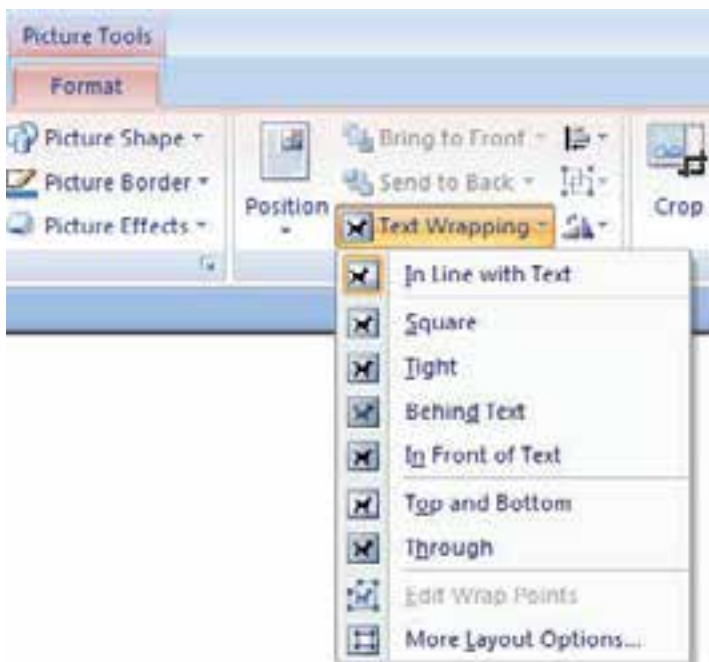 Picture Tools
Format
Picture Shape
Picture Border
Picture Effects
Position
Bring to Front
Send to Back
Text Wrapping
Crop
In Line with Text
Square
Tight
Behind Text
In Front of Text
Top and Bottom
Through
Edit Wrap Points
More Layout Options...